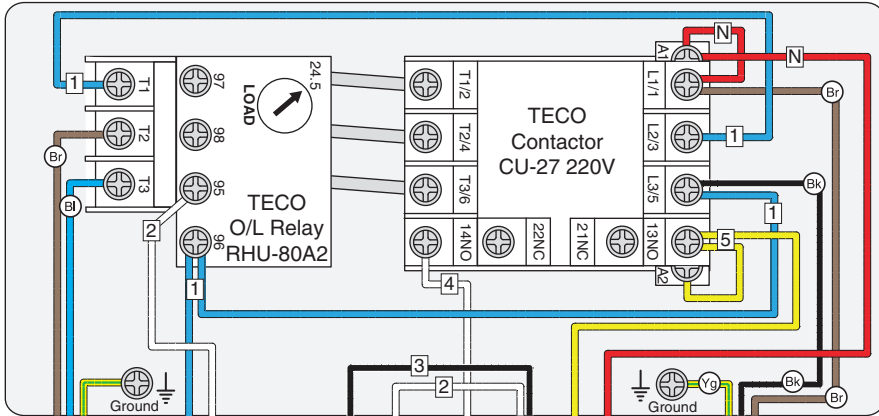 A1
N
N
T1
97
24.5
LOAD
T1/2
L1/1
1
Br
T2
98
T2/4
TECO
Contactor
CU-27 220V
L2/3
1
Br
T3
95
T3/6
L3/5
Bk
Bl
2
TECO
O/L Relay
RHU-80A2
1
96
14NO
22NC
21NC
13NO
5
A2
1
4
3
2
Ground
Ground
Yg
Bk
Br